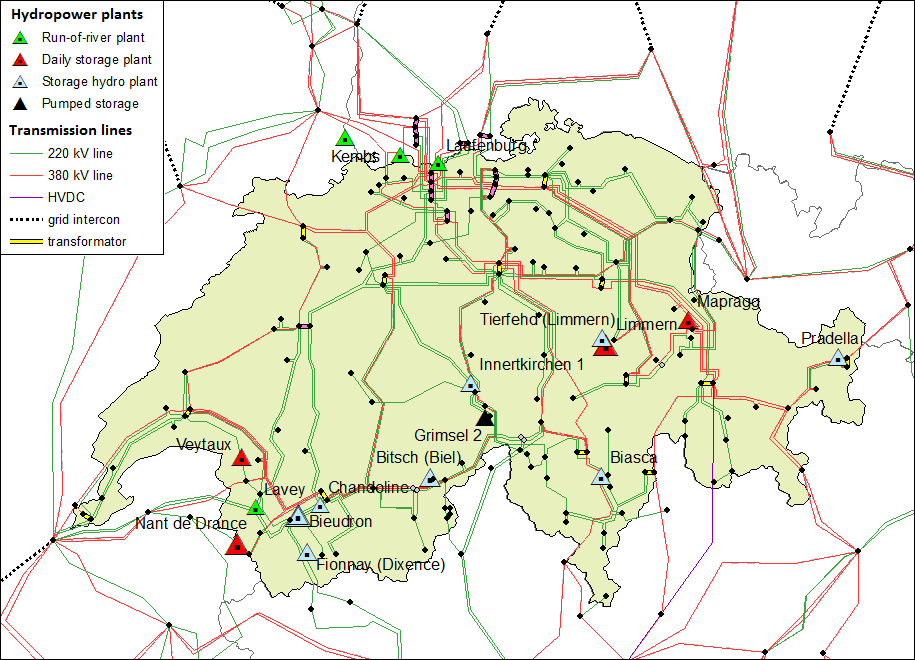 Hydropower plants
Run-of-river plant
Daily storage plant
Storage hydro plant
Pumped storage
Transmission lines
220 kV line
380 kV line
HVDC
grid intercon
transformator
Kembs
Laufenburg
Mapragg
Tierfehd (Limmern)
Limmern
Pradella
Innertkirchen 1
Grimsel 2
Veytaux
Bitsch (Biel)
Biasca
Lavey
Chandoline
Nant de Drance
Bieudron
Fionnay (Dixence)